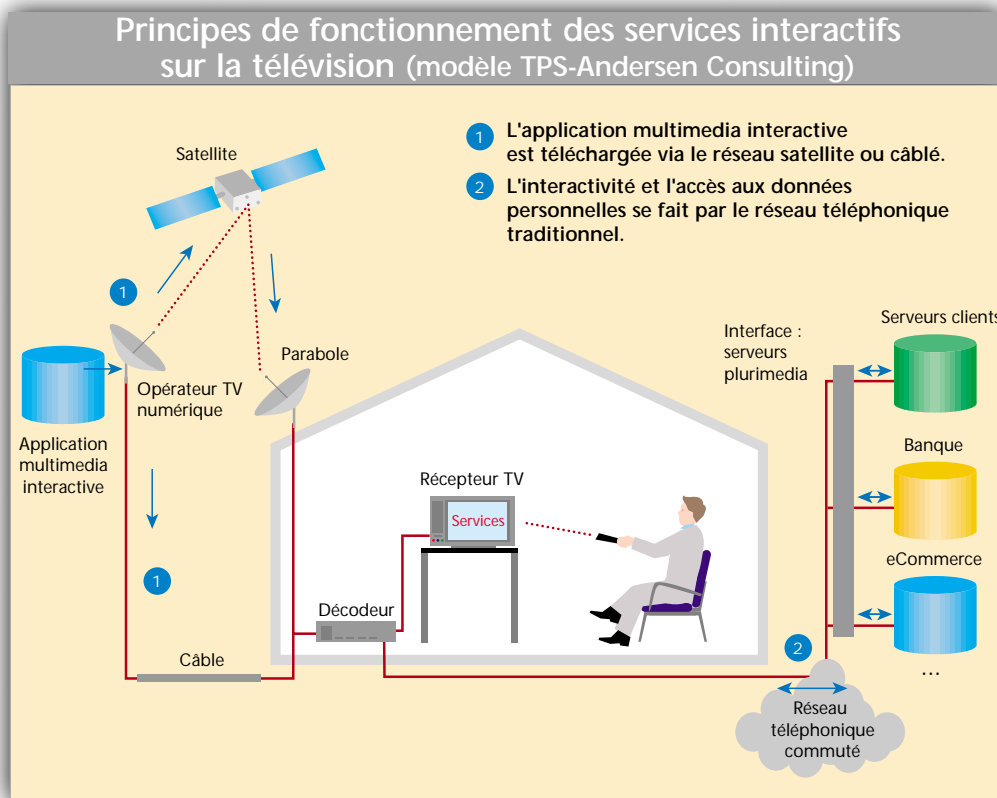 Principes de fonctionnement des services interactifs
sur la télévision (modèle TPS-Andersen Consulting)
1 L'application multimedia interactive
est téléchargée via le réseau satellite ou câblé.
2 L'interactivité et l'accès aux données
personnelles se fait par le réseau téléphonique
traditionnel.
Satellite
1
Opérateur TV
numérique
Parabole
Application
multimedia
interactive
1
Câble
Récepteur TV
Services
Décodeur
Interface :
serveurs
plurimedia
Serveurs clients
Banque
eCommerce
...
2
Réseau
téléphonique
commuté